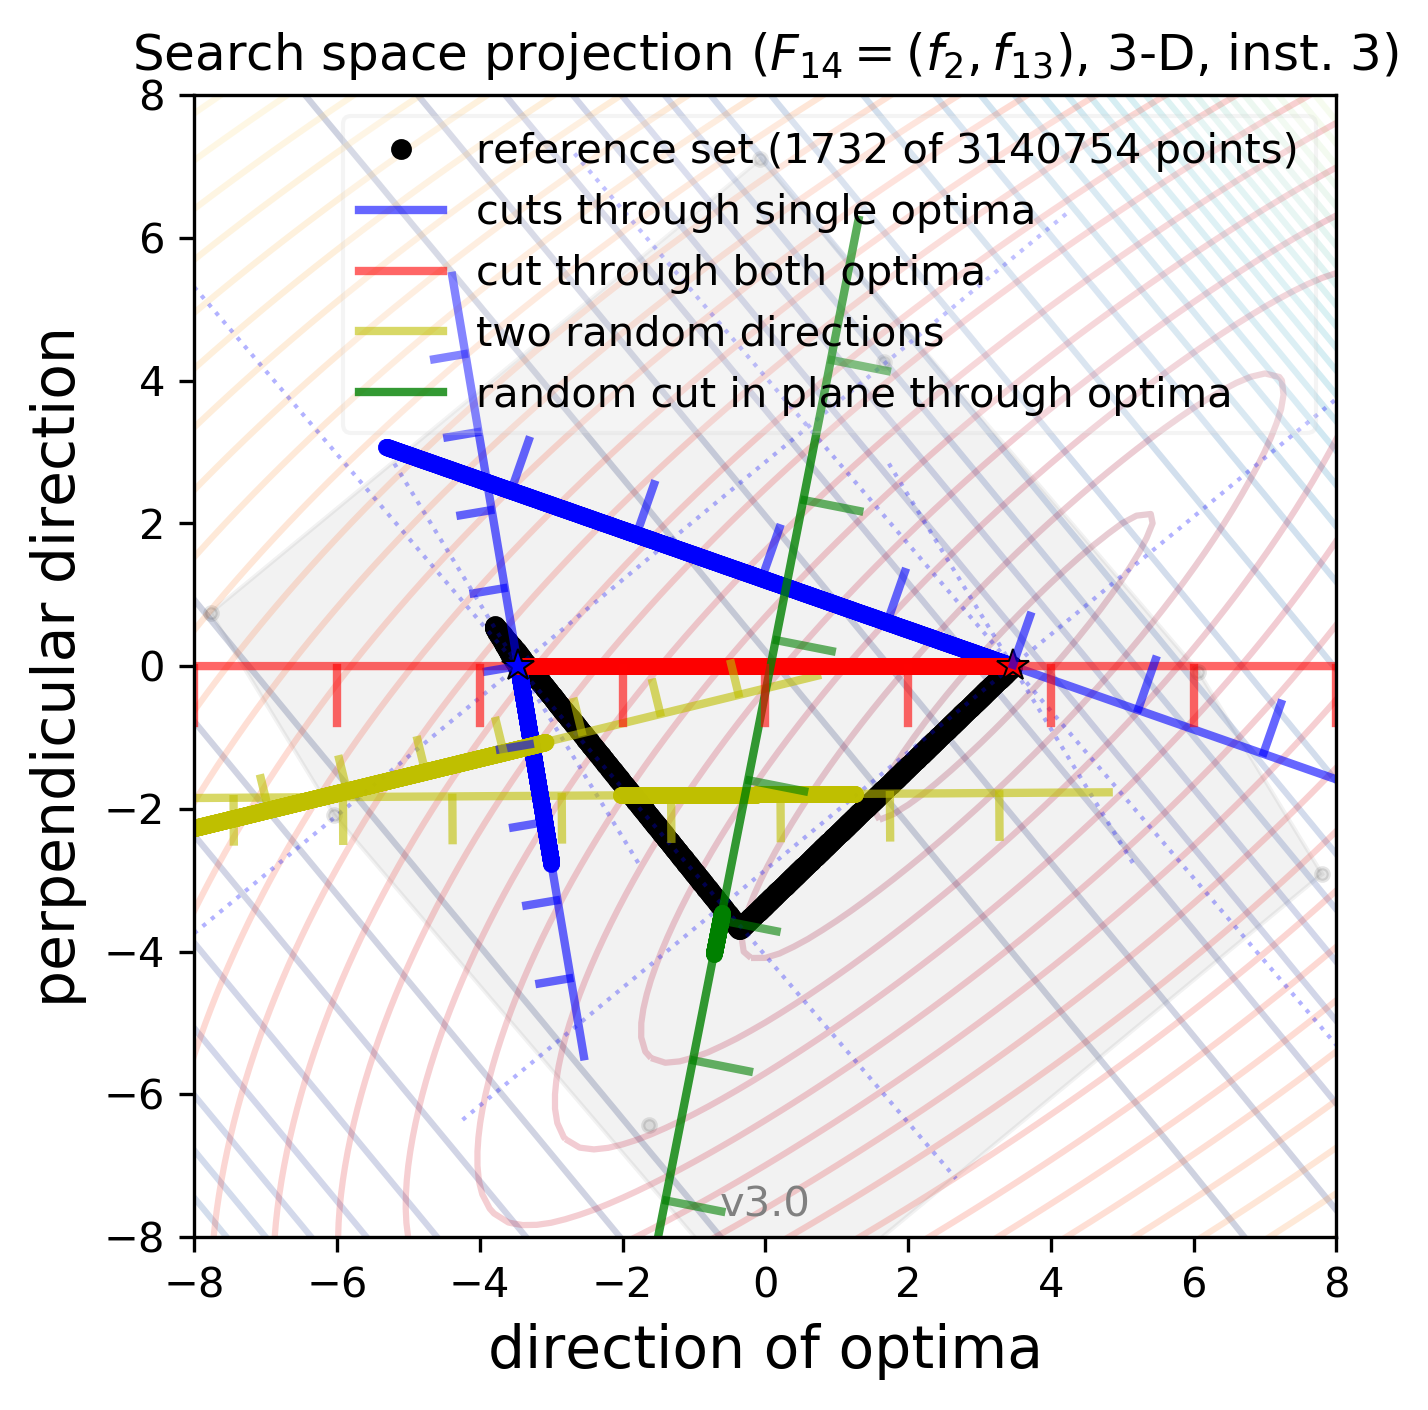 Search space projection (F₁₄ = (f₂, f₁₃), 3-D, inst. 3)
reference set (1732 of 3140754 points)
cuts through single optima
cut through both optima
two random directions
random cut in plane through optima
perpendicular direction
8
6
4
2
0
−2
−4
−6
−8
v3.0
−8 −6 −4 −2 0 2 4 6 8
direction of optima